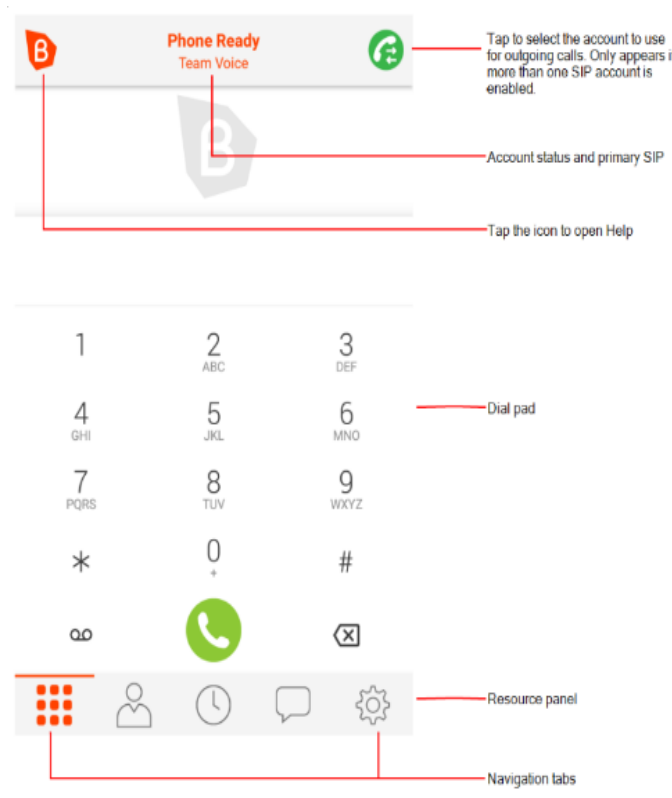 B
Phone Ready
Team Voice
Tap to select the account to use
for outgoing calls. Only appears i
more than one SIP account is
enabled.
B
Account status and primary SIP
Tap the icon to open Help
1
2
3
ABC
DEF
4
5
6
GHI
JKL
MNO
Dial pad
7
8
9
PQRS
TUV
WXYZ
*
0
#
+
Resource panel
Navigation tabs